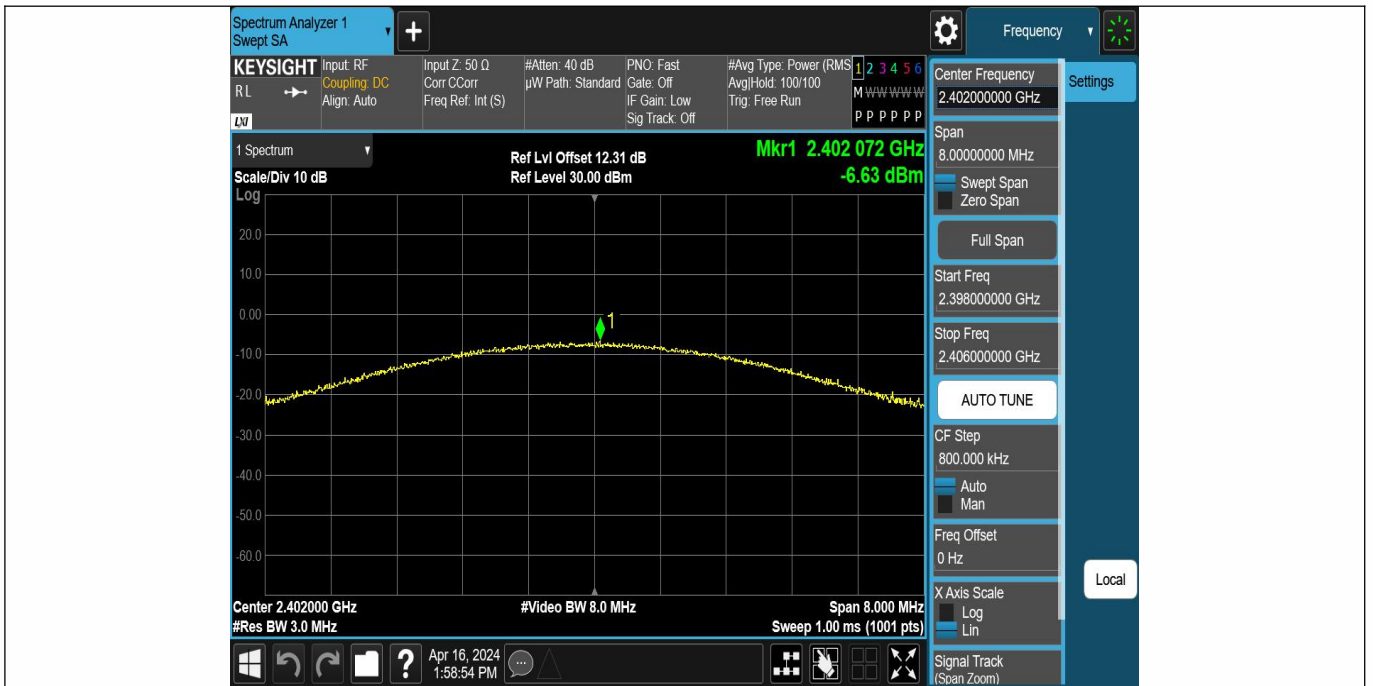 Spectrum Analyzer 1
Swept SA
+
Frequency
KEYSIGHT
RL
LXI
Input: RF
Coupling: DC
Align: Auto
Input Z: 50 Ω
Corr CCorr
Freq Ref: Int (S)
#Atten: 40 dB
µW Path: Standard
PNO: Fast
Gate: Off
IF Gain: Low
Sig Track: Off
#Avg Type: Power (RMS
Avg|Hold: 100/100
Trig: Free Run
1 2 3 4 5 6
M W W W W W
P P P P P P
1 Spectrum
Scale/Div 10 dB
Log
Ref Lvl Offset 12.31 dB
Ref Level 30.00 dBm
Mkr1 2.402 072 GHz
-6.63 dBm
20.0
10.0
0.00
-10.0
-20.0
-30.0
-40.0
-50.0
-60.0
1
Center 2.402000 GHz
#Res BW 3.0 MHz
#Video BW 8.0 MHz
Span 8.000 MHz
Sweep 1.00 ms (1001 pts)
Center Frequency
2.402000000 GHz
Settings
Span
8.00000000 MHz
Swept Span
Zero Span
Full Span
Start Freq
2.398000000 GHz
Stop Freq
2.406000000 GHz
AUTO TUNE
CF Step
800.000 kHz
Auto
Man
Freq Offset
0 Hz
X Axis Scale
Log
Lin
Signal Track
(Span Zoom)
Local
?
Apr 16, 2024
1:58:54 PM